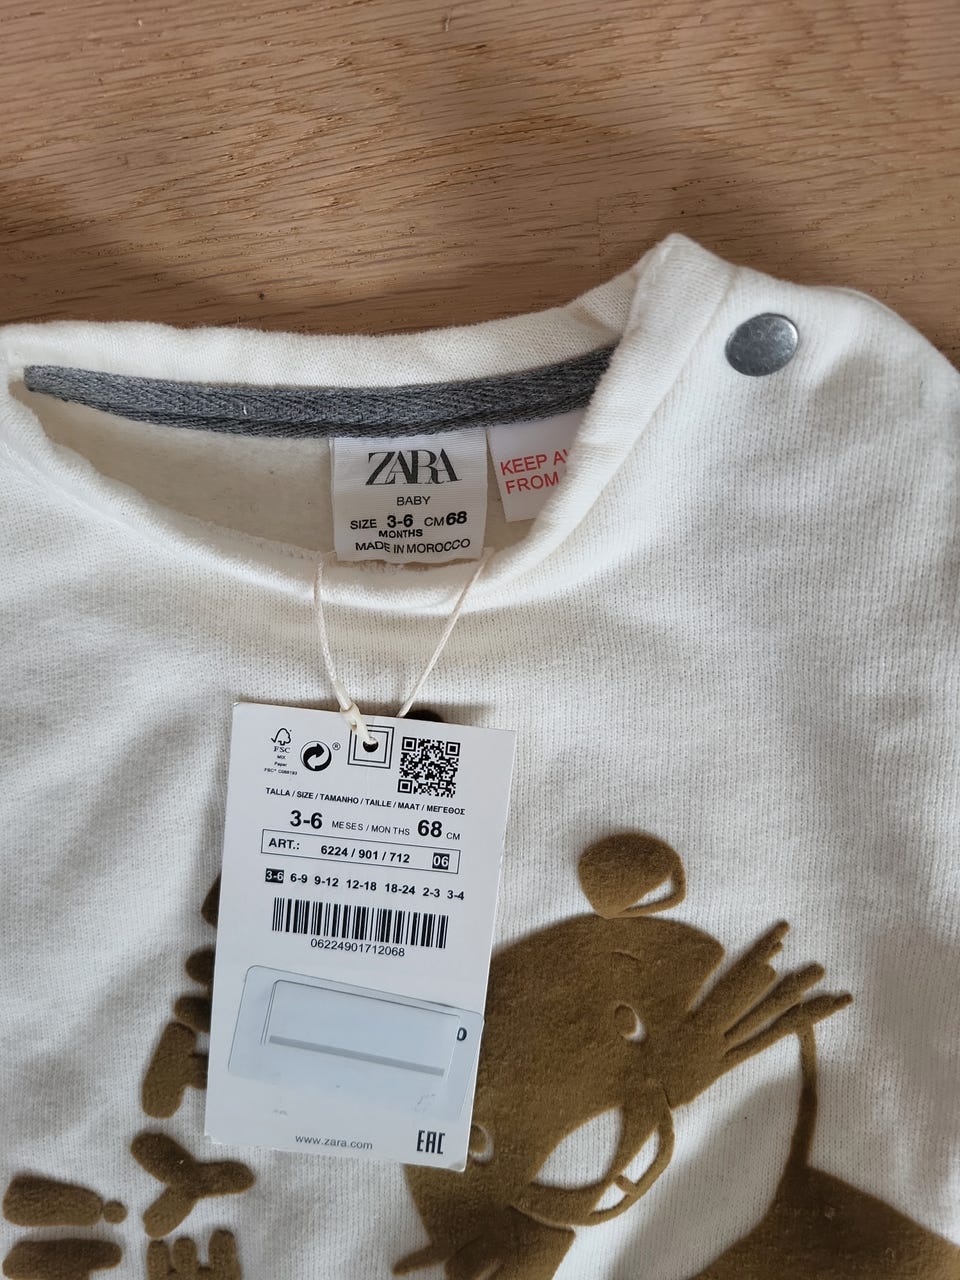 ZARA
BABY
SIZE 3-6 CM 68
MONTHS
MADE IN MOROCCO
KEEP
FROM
FSC
MIX
Paper
FSC® C088193
®
TALLA / SIZE / TAMANHO / TAILLE / MAAT / ΜΕΓΕΘΟΣ
3-6 MESES / MONTHS 68 CM
ART.: 6224 / 901 / 712 06
3-6 6-9 9-12 12-18 18-24 2-3 3-4
06224901712068
www.zara.com EAC